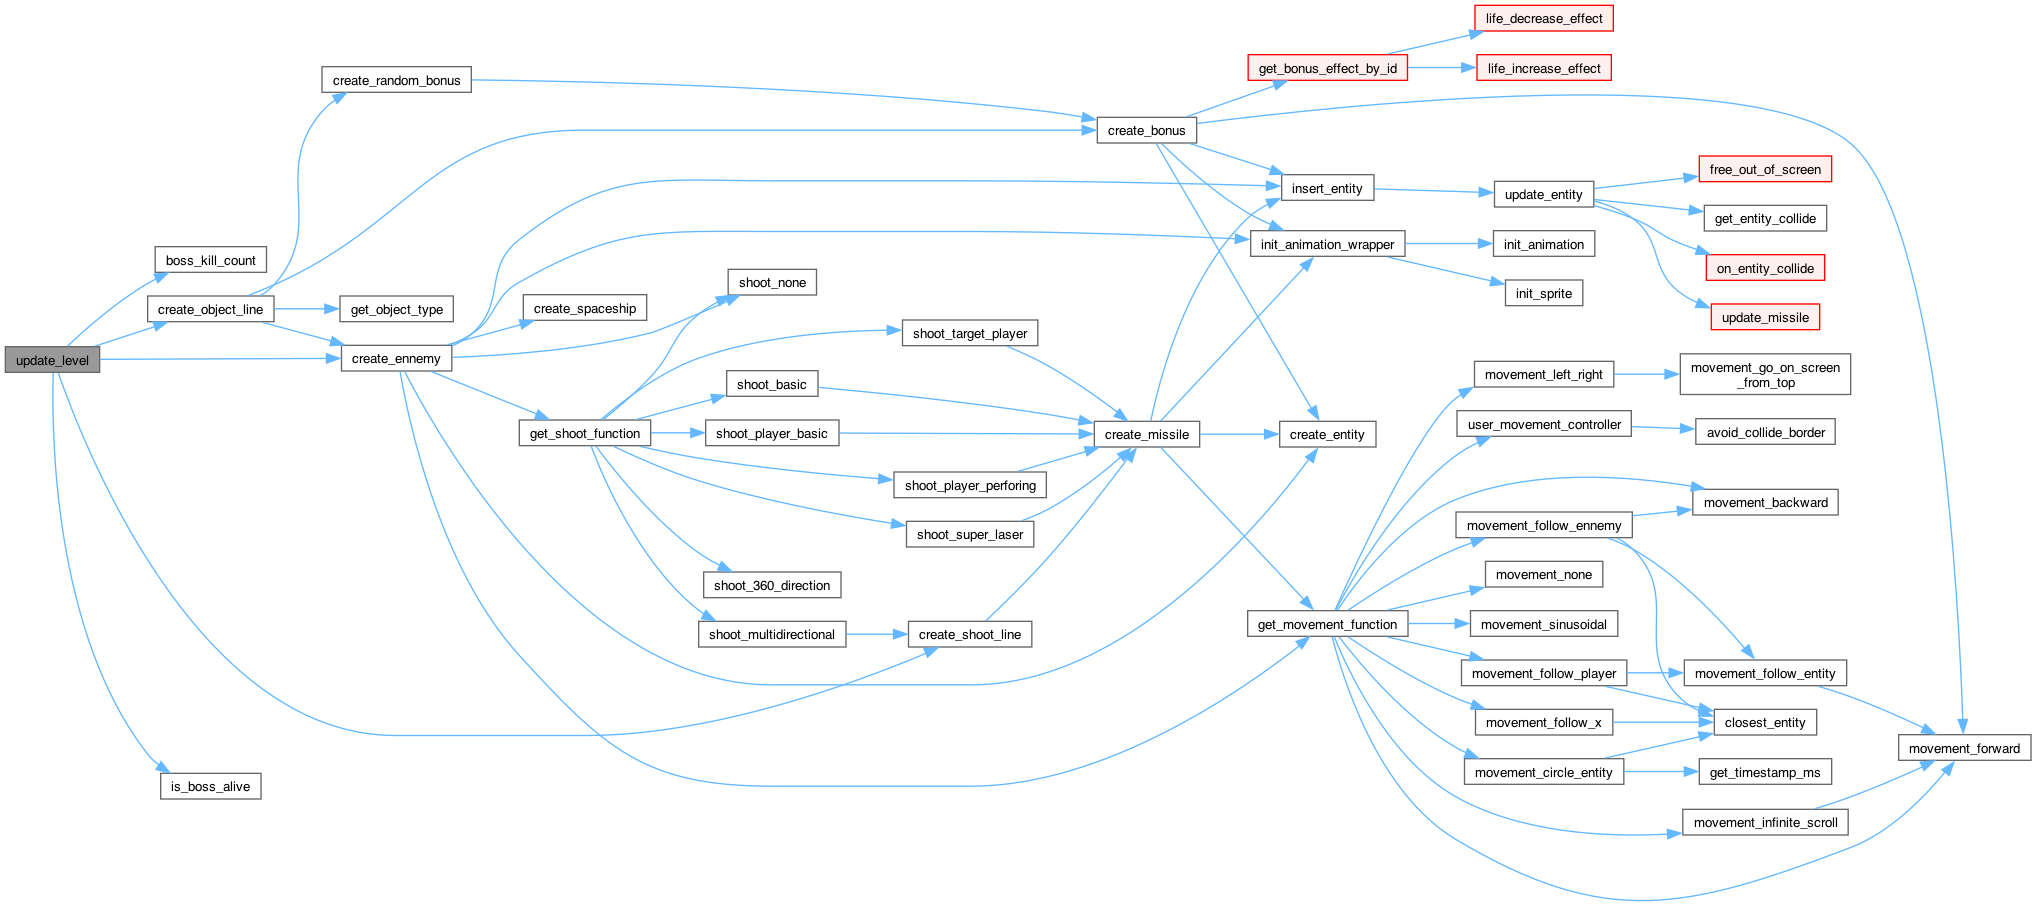 life_decrease_effect
get_bonus_effect_by_id
life_increase_effect
create_random_bonus
create_bonus
free_out_of_screen
insert_entity
update_entity
get_entity_collide
boss_kill_count
init_animation_wrapper
init_animation
on_entity_collide
shoot_none
init_sprite
create_object_line
get_object_type
create_spaceship
update_missile
shoot_target_player
update_level
create_ennemy
movement_left_right
movement_go_on_screen
_from_top
shoot_basic
get_shoot_function
shoot_player_basic
create_missile
create_entity
user_movement_controller
avoid_collide_border
shoot_player_perforing
movement_backward
shoot_super_laser
movement_follow_ennemy
shoot_360_direction
movement_none
shoot_multidirectional
create_shoot_line
get_movement_function
movement_sinusoidal
movement_follow_player
movement_follow_entity
movement_follow_x
closest_entity
movement_forward
is_boss_alive
movement_circle_entity
get_timestamp_ms
movement_infinite_scroll